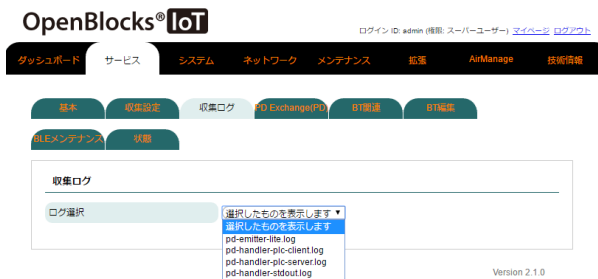 OpenBlocks® IoT
ログイン ID: admin (権限: スーパーユーザー) マイページ ログアウト
ダッシュボード サービス システム ネットワーク メンテナンス 拡張 AirManage 技術情報
基本 収集設定 収集ログ PD Exchange(PD) BT関連 BT編集
BLEメンテナンス 状態
収集ログ
ログ選択 選択したものを表示します
選択したものを表示します
pd-emitter-lite.log
pd-handler-plc-client.log
pd-handler-plc-server.log
pd-handler-stdout.log
Version 2.1.0